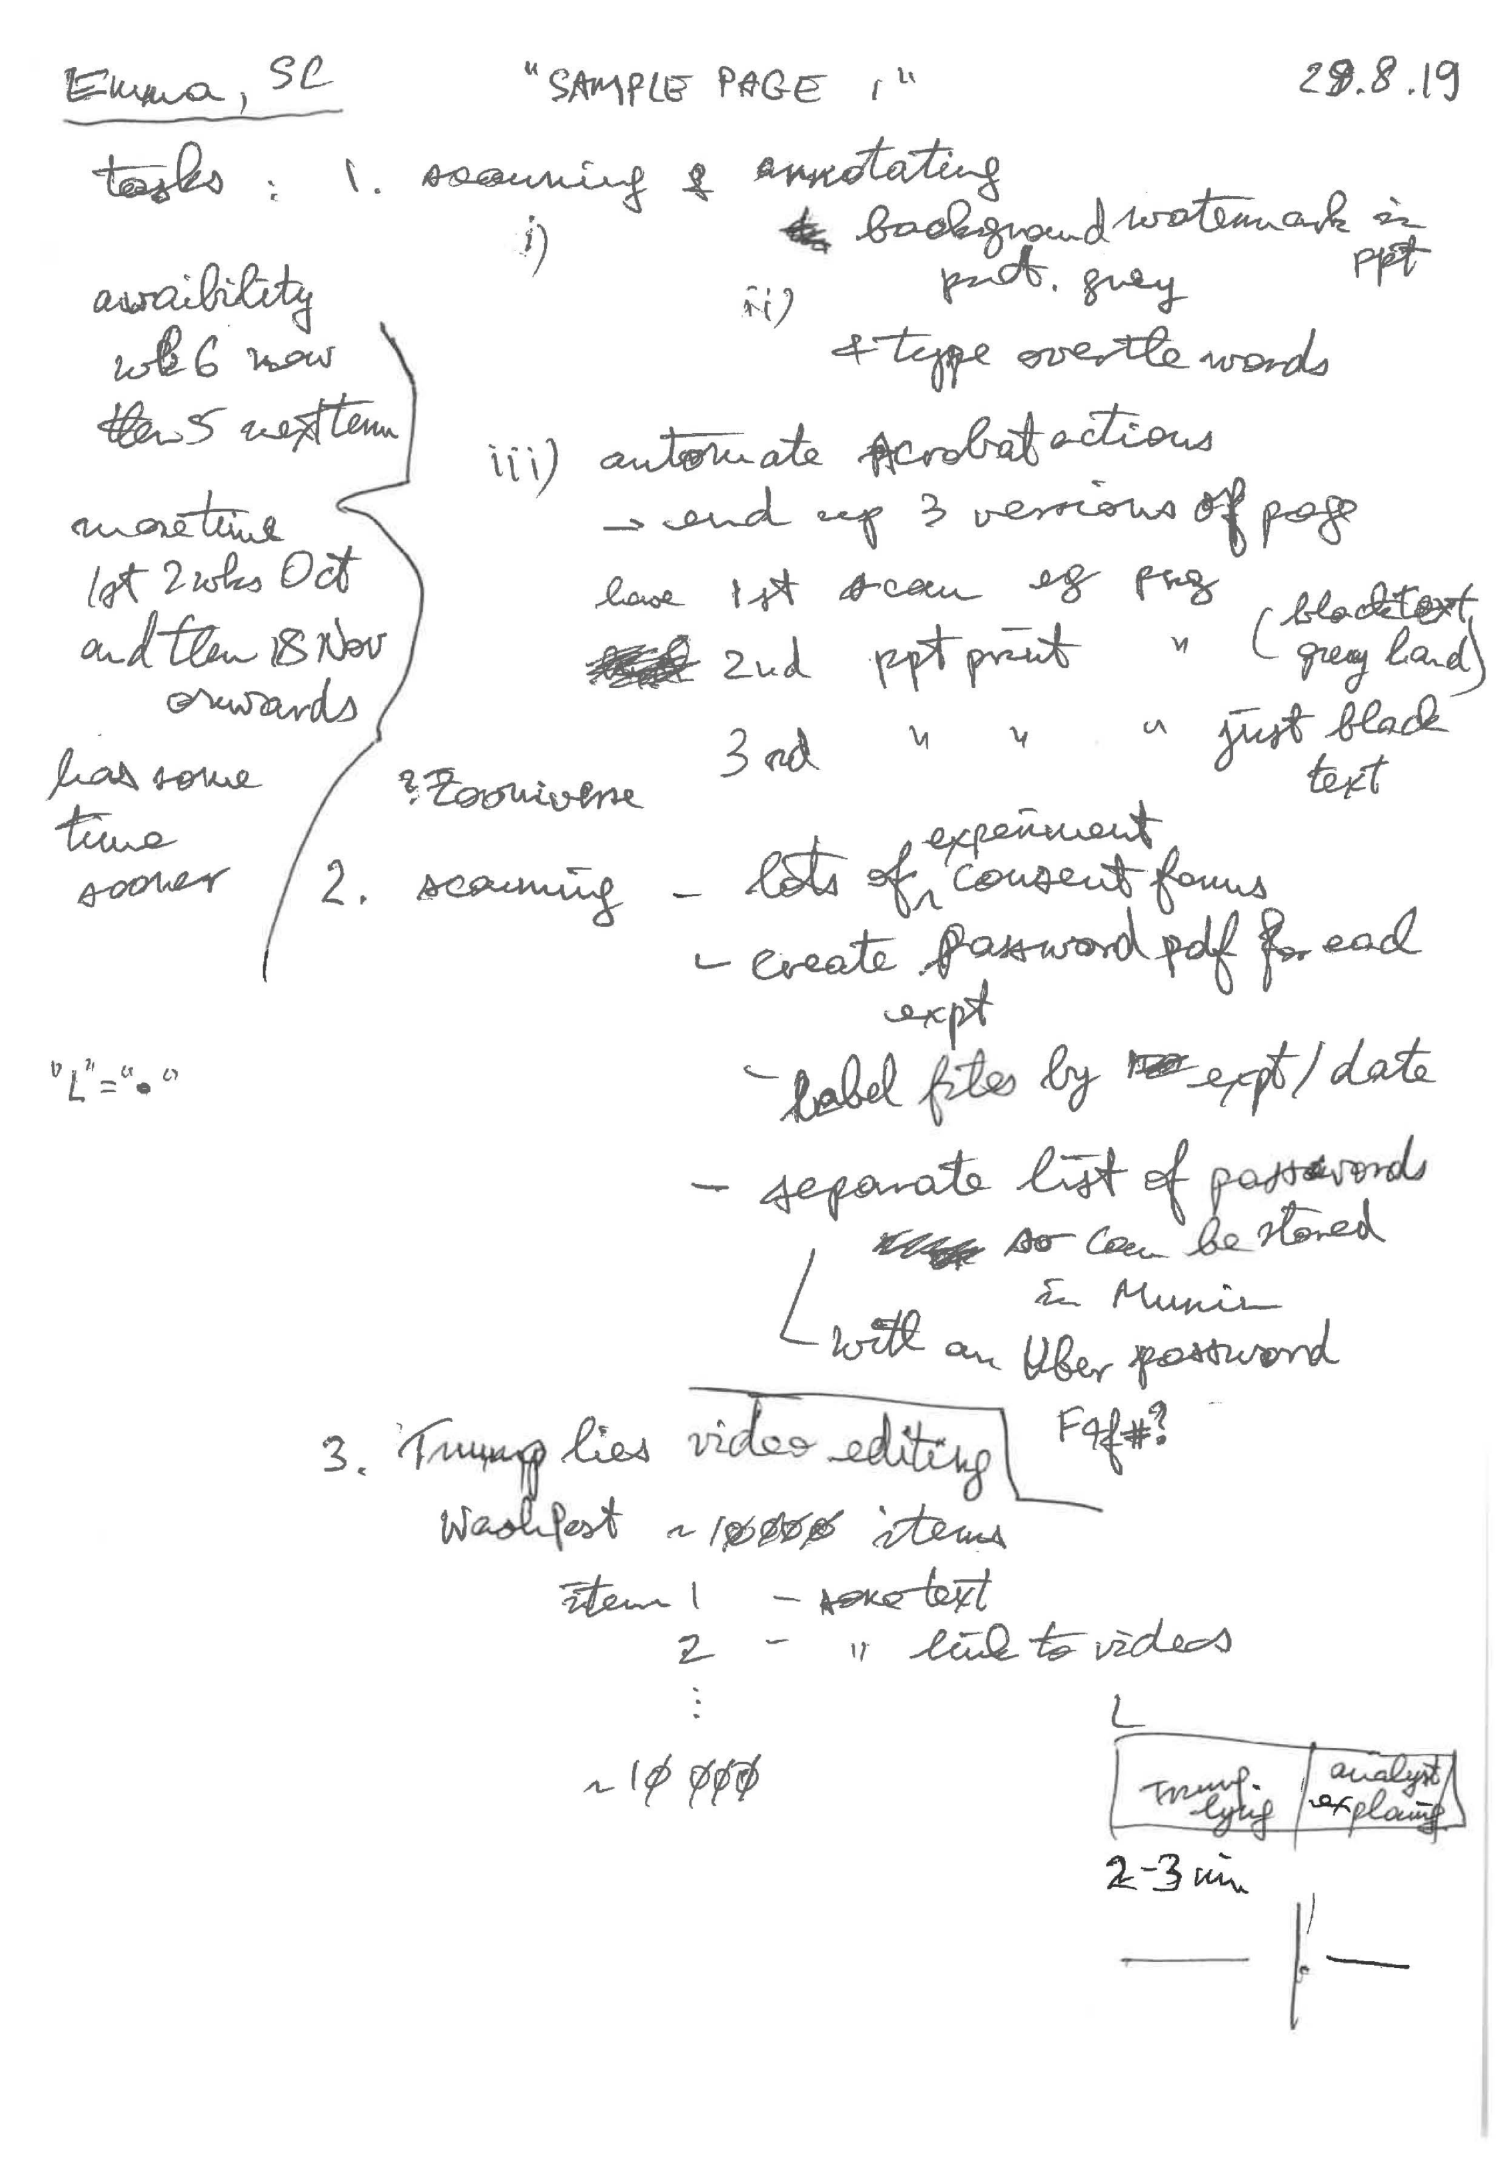 Emma, SC "SAMPLE PAGE 1" 28.8.19
tasks : 1. scanning & annotating
i) background watermark in
ppt
ii) grey
+ type over the words
avaibility
wk 6 now
then 5 next term
more time
1st 2 wks Oct
and then 18 Nov
onwards
has some
time
sooner
"L"="•"
iii) automate Acrobat actions
→ end up 3 versions of page
have 1st scan eg png
2nd ppt print " (black text,
grey hand)
3rd " " " just black
text
?Zooniverse
2. scanning - lots of experiment consent forms
- create password pdf for each
expt
- label files by expt/date
- separate list of passwords
so can be stored
in Munin
with an Uber password
F9f#?
3. Trump lies video editing
WashPost ~10000 items
item 1 - some text
2 - " link to videos
⋮
~10 000
L
Trump lying
analyst explaining
2-3 min